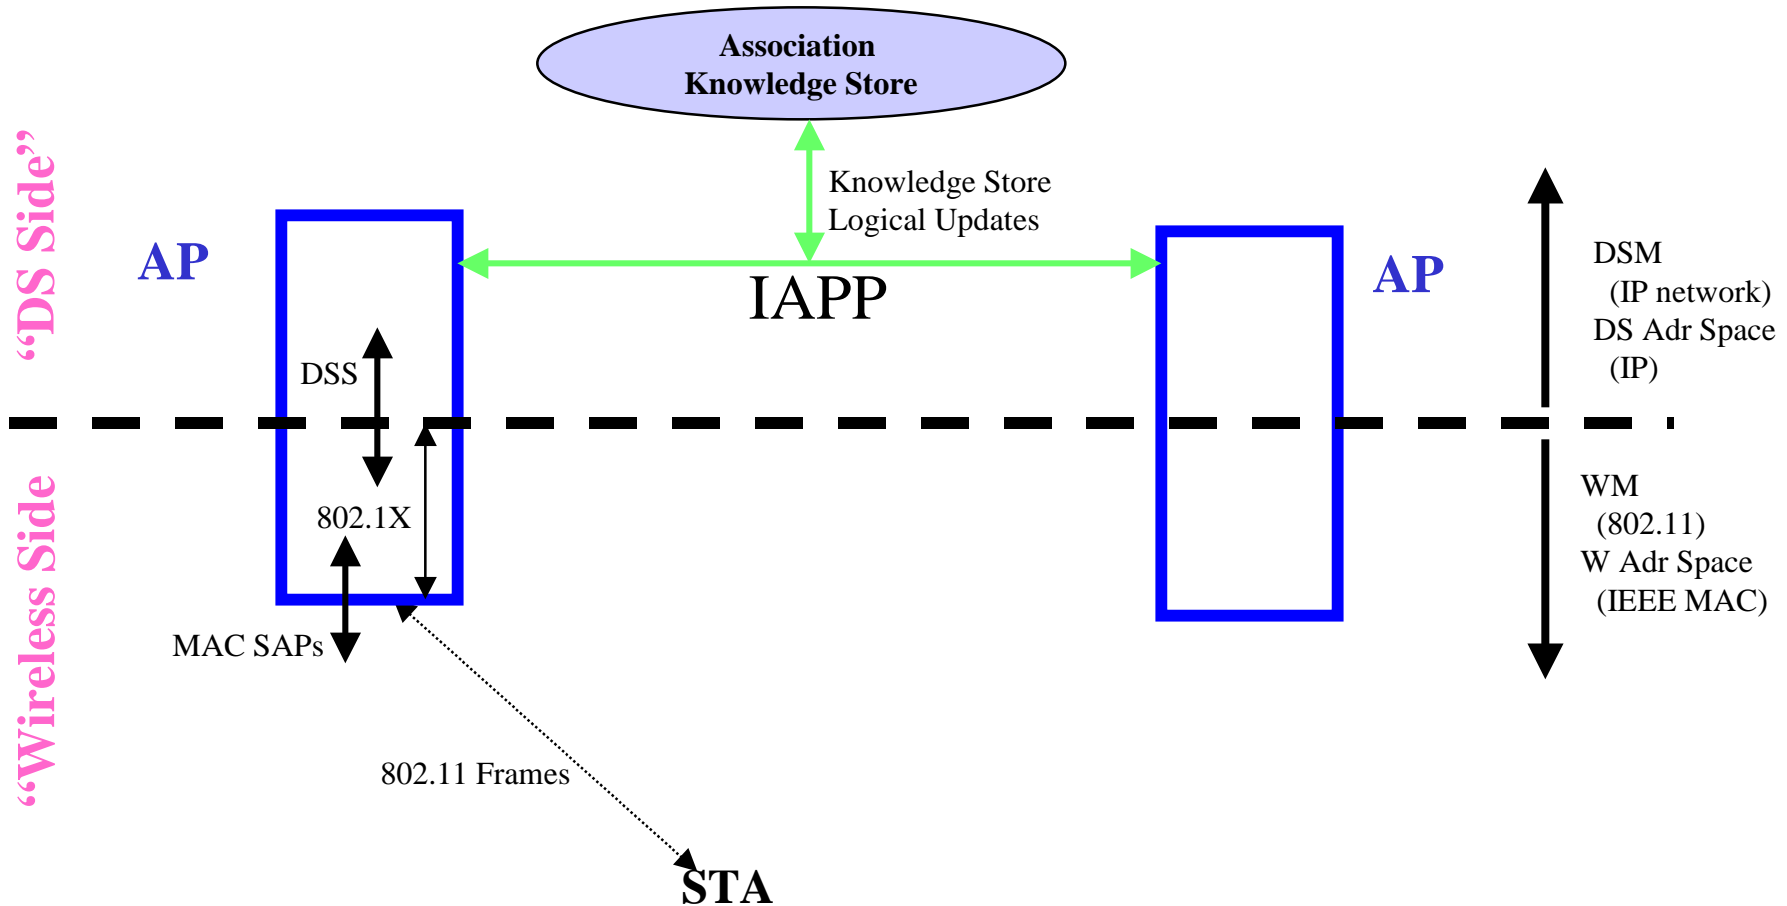 Association
Knowledge Store
Knowledge Store
Logical Updates
“DS Side”
AP
IAPP
AP
DSM
(IP network)
DS Adr Space
(IP)
DSS
802.1X
MAC SAPs
WM
(802.11)
W Adr Space
(IEEE MAC)
“Wireless Side
802.11 Frames
STA